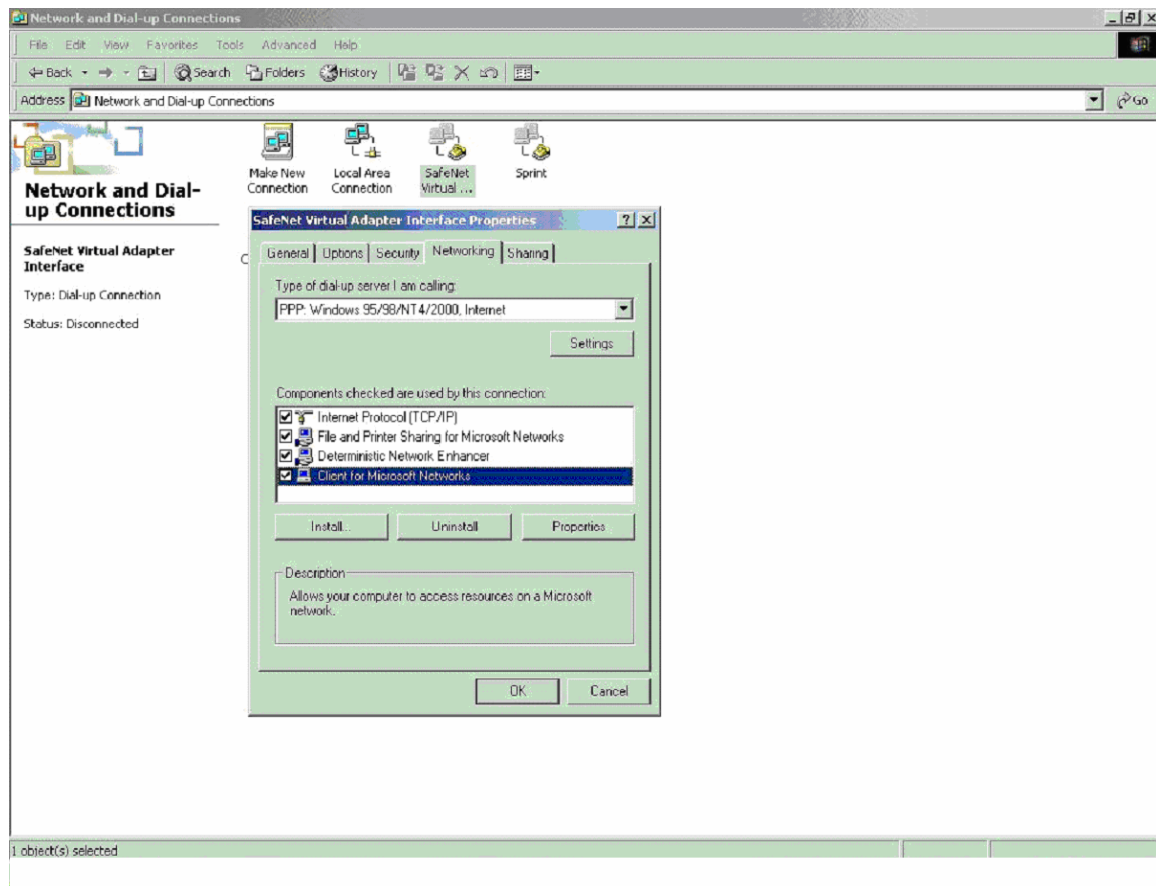 Network and Dial-up Connections
File Edit View Favorites Tools Advanced Help
Back Search Folders History
Address Network and Dial-up Connections Go
Make New Connection
Local Area Connection
SafeNet Virtual ...
Sprint
Network and Dial-up Connections
SafeNet Virtual Adapter Interface
Type: Dial-up Connection
Status: Disconnected
SafeNet Virtual Adapter Interface Properties
General Options Security Networking Sharing
Type of dial-up server I am calling:
PPP: Windows 95/98/NT4/2000, Internet
Settings
Components checked are used by this connection:
Internet Protocol (TCP/IP)
File and Printer Sharing for Microsoft Networks
Deterministic Network Enhancer
Client for Microsoft Networks
Install... Uninstall Properties
Description
Allows your computer to access resources on a Microsoft
network.
OK Cancel
1 object(s) selected